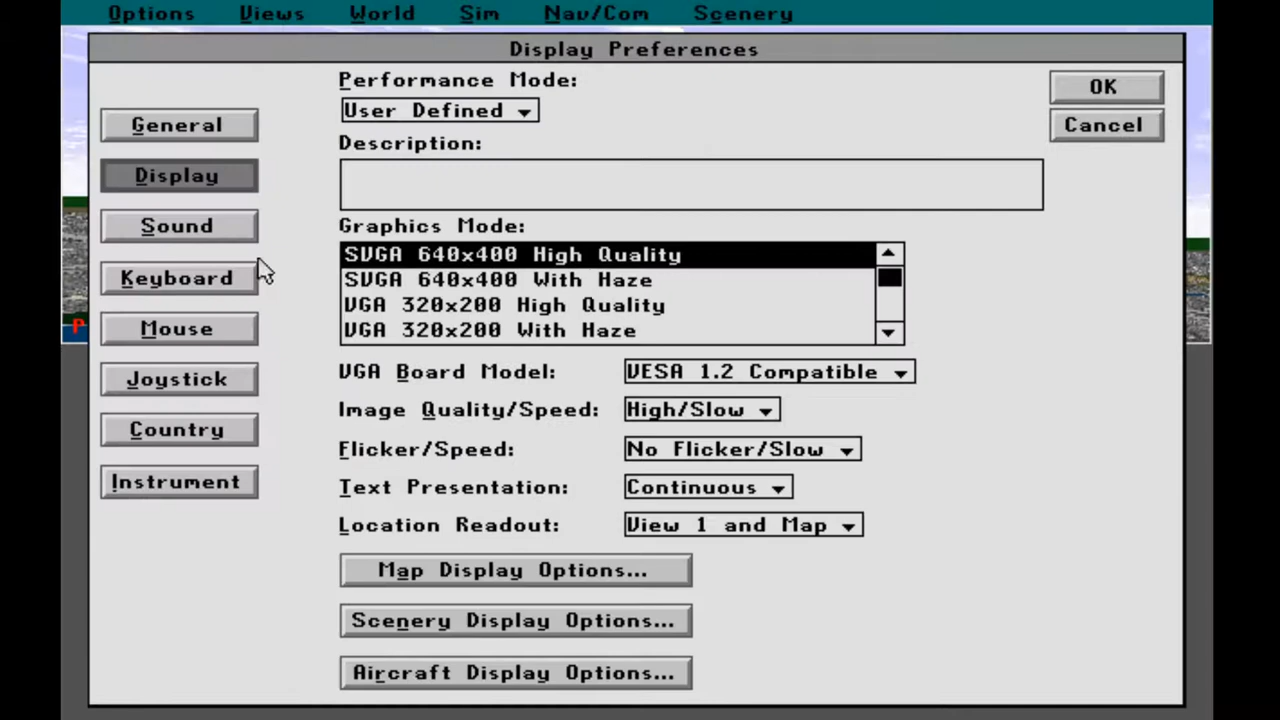 Options Views World Sim Nav/Com Scenery
Display Preferences
Performance Mode:
User Defined
OK
Cancel
Description:
General
Display
Sound
Keyboard
Mouse
Joystick
Country
Instrument
Graphics Mode:
SVGA 640x400 High Quality
SVGA 640x400 With Haze
VGA 320x200 High Quality
VGA 320x200 With Haze
VGA Board Model: VESA 1.2 Compatible
Image Quality/Speed: High/Slow
Flicker/Speed: No Flicker/Slow
Text Presentation: Continuous
Location Readout: View 1 and Map
Map Display Options...
Scenery Display Options...
Aircraft Display Options...
P